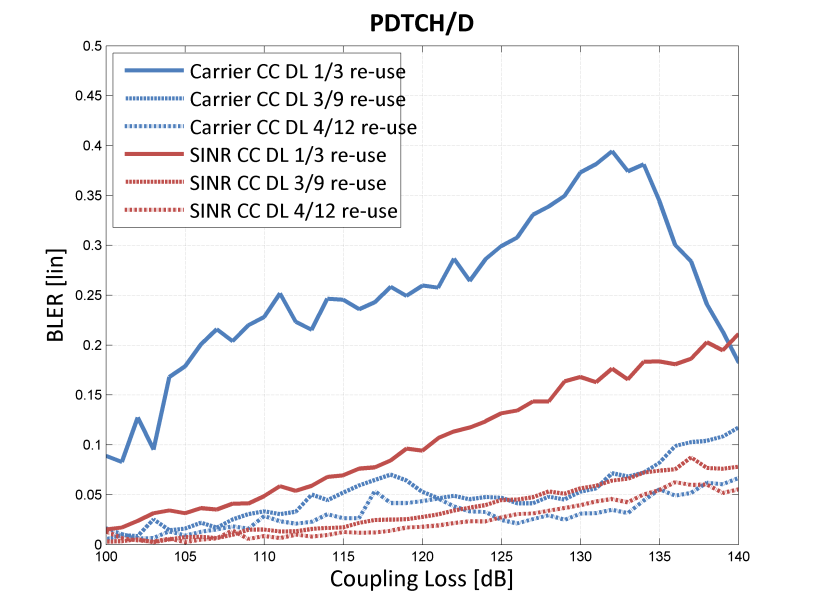 PDTCH/D
0.5
0.45
0.4
0.35
0.3
0.25
0.2
0.15
0.1
0.05
0
Carrier CC DL 1/3 re-use
Carrier CC DL 3/9 re-use
Carrier CC DL 4/12 re-use
SINR CC DL 1/3 re-use
SINR CC DL 3/9 re-use
SINR CC DL 4/12 re-use
BLER [lin]
100 105 110 115 120 125 130 135 140
Coupling Loss [dB]